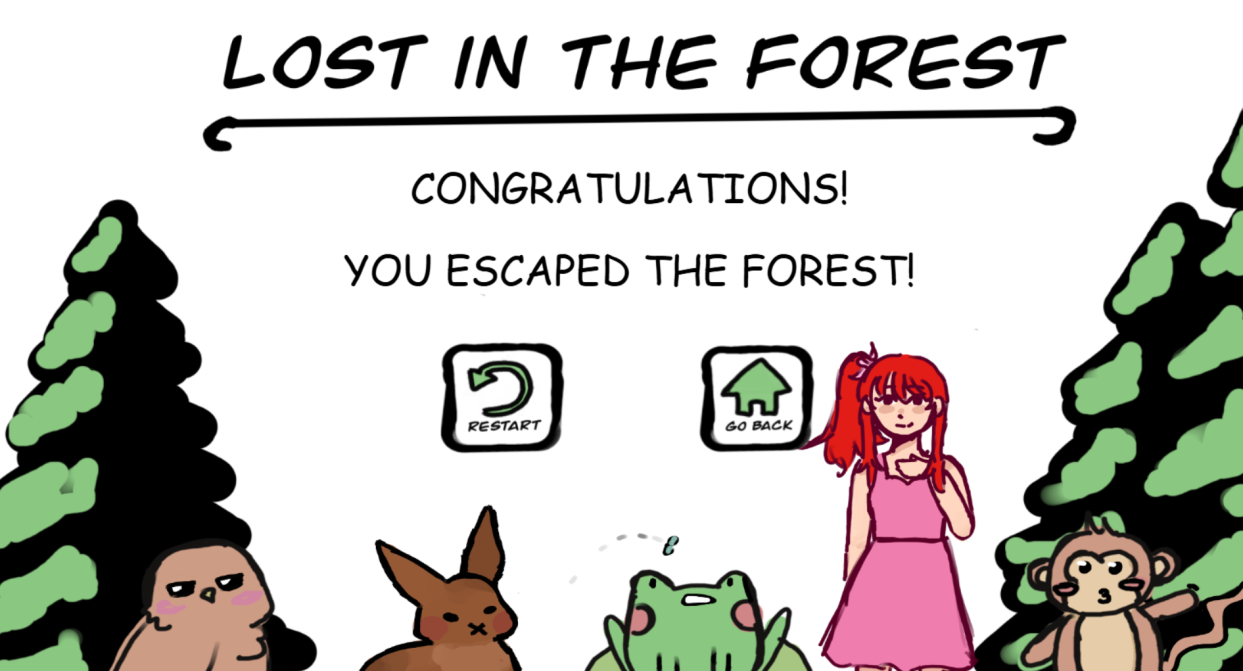 LOST IN THE FOREST
CONGRATULATIONS!
YOU ESCAPED THE FOREST!
RESTART
GO BACK